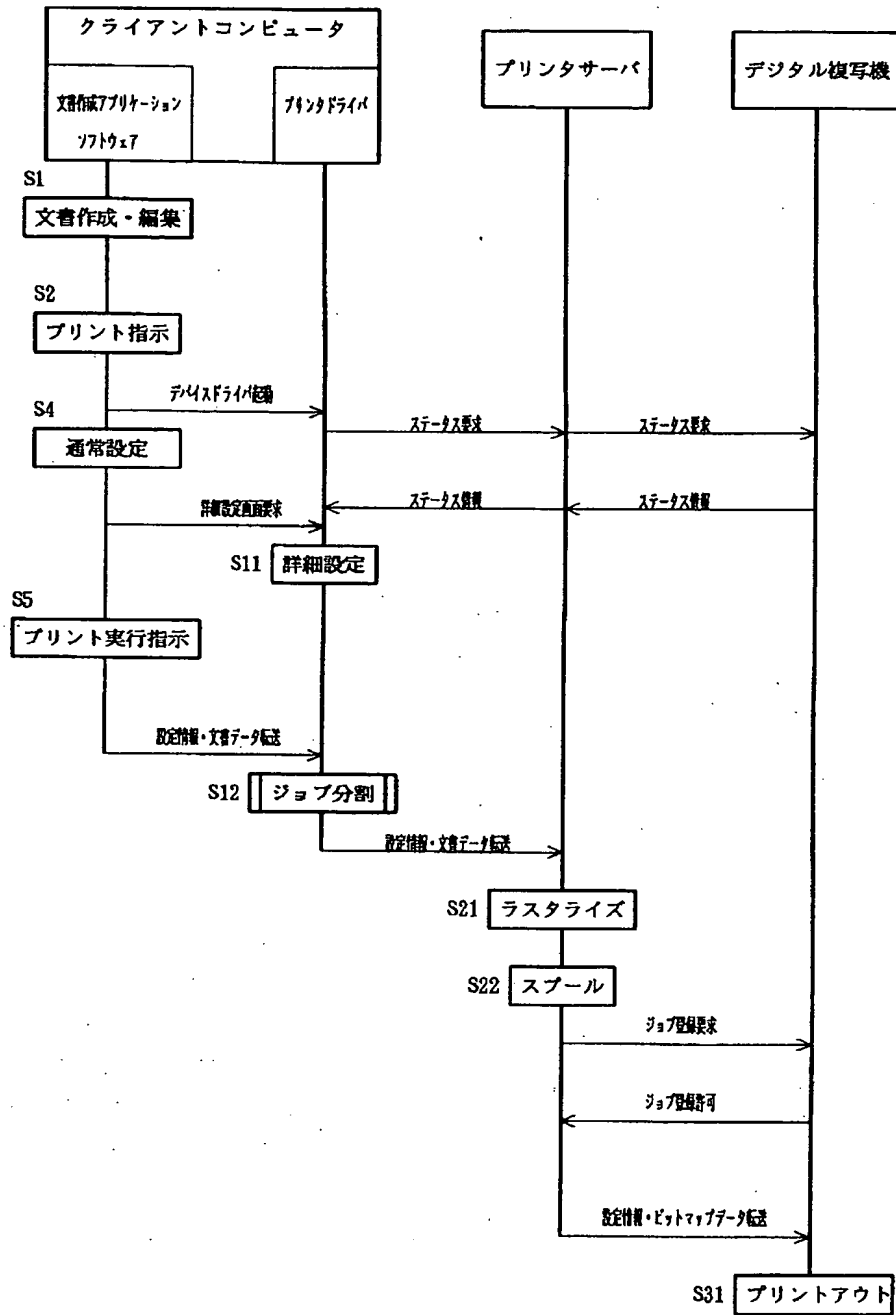 クライアントコンピュータ
プリンタサーバ
デジタル複写機
文書作成アプリケーション
ソフトウェア
プリンタドライバ
S1
文書作成・編集
S2
プリント指示
デバイスドライバ起動
S4
ステータス要求
ステータス要求
通常設定
ステータス情報
ステータス情報
詳細設定画面要求
S11
詳細設定
S5
プリント実行指示
設定情報・文書データ転送
S12
ジョブ分割
設定情報・文書データ転送
S21
ラスタライズ
S22
スプール
ジョブ登録要求
ジョブ登録許可
設定情報・ビットマップデータ転送
S31
プリントアウト